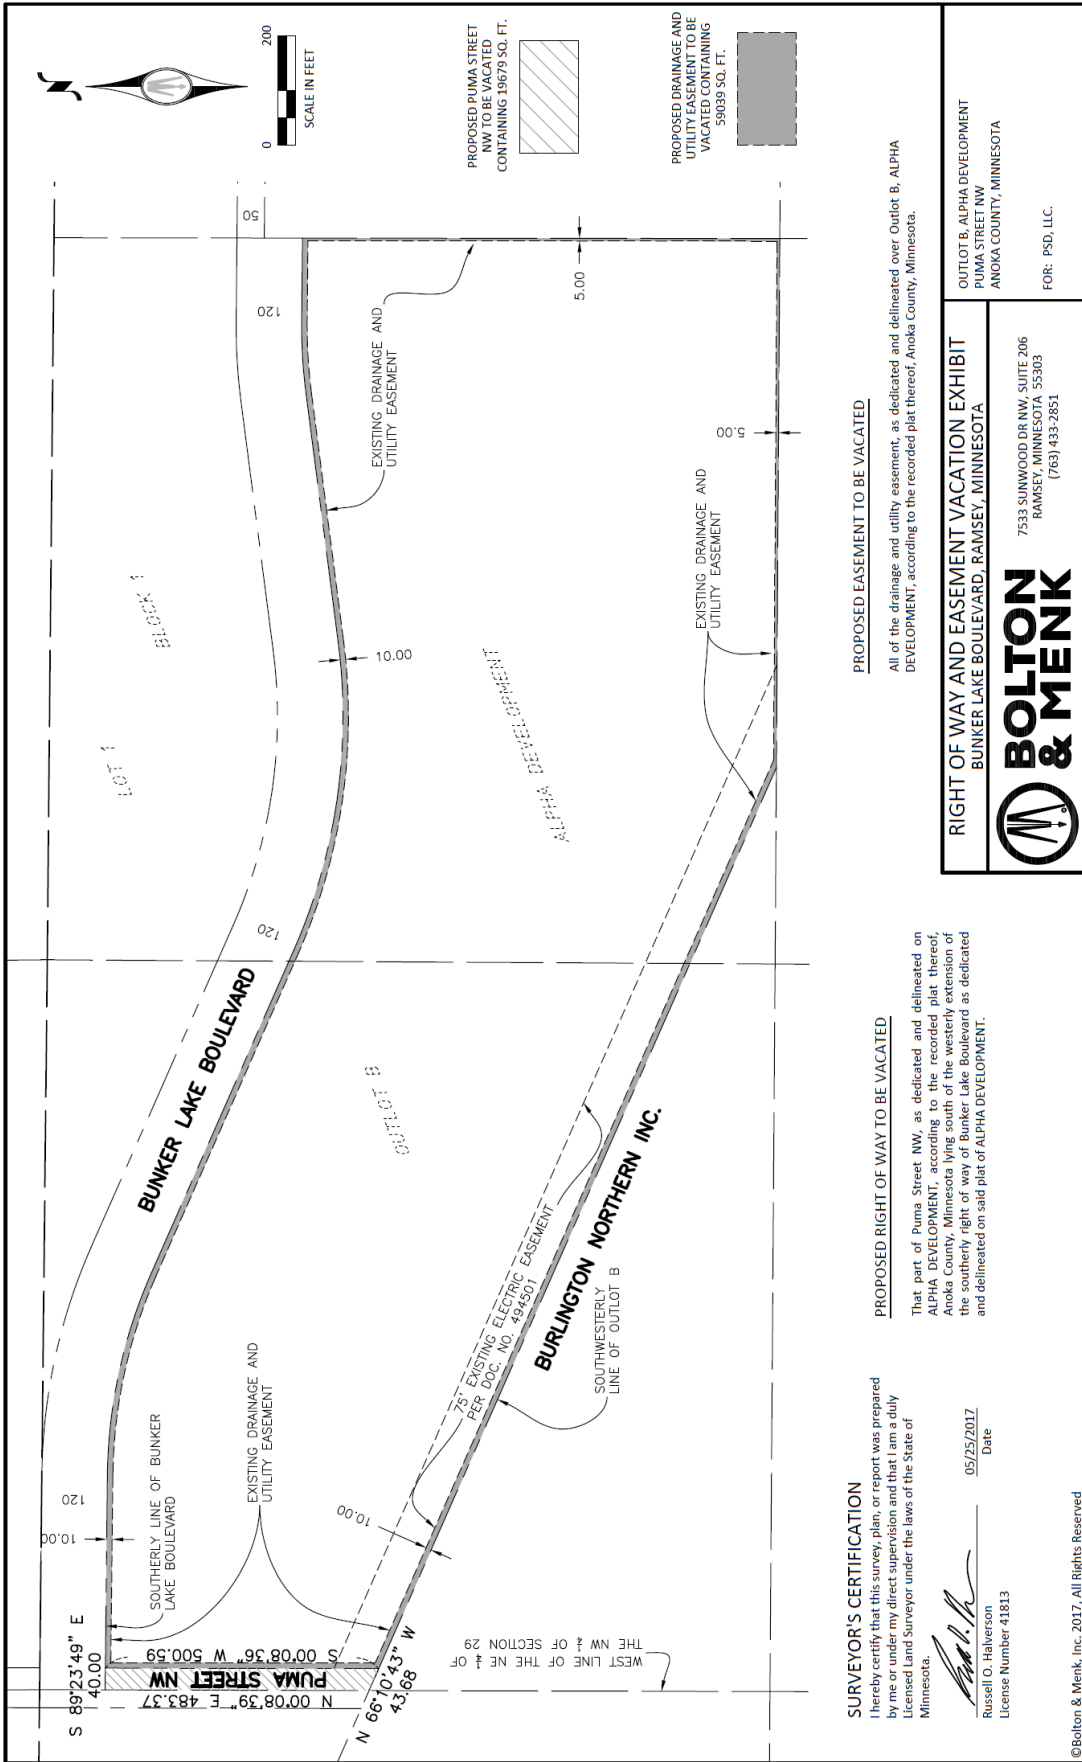 N
0
200
SCALE IN FEET
PROPOSED PUMA STREET
NW TO BE VACATED
CONTAINING 19679 SQ. FT.
PROPOSED DRAINAGE AND
UTILITY EASEMENT TO BE
VACATED CONTAINING
59039 SQ. FT.
50
120
LOT 1
BLOCK 1
EXISTING DRAINAGE AND
UTILITY EASEMENT
5.00
5.00
10.00
ALPHA DEVELOPMENT
EXISTING DRAINAGE AND
UTILITY EASEMENT
120
BUNKER LAKE BOULEVARD
OUTLOT B
75' EXISTING ELECTRIC EASEMENT
PER DOC. NO. 494501
BURLINGTON NORTHERN INC.
SOUTHWESTERLY
LINE OF OUTLOT B
EXISTING DRAINAGE AND
UTILITY EASEMENT
120
10.00
SOUTHERLY LINE OF BUNKER
LAKE BOULEVARD
10.00
S 89°23'49" E
40.00
S 00°08'36" W 500.59
PUMA STREET NW
N 00°08'39" E 483.37
N 66°10'43" W
43.68
WEST LINE OF THE NE ¼ OF
THE NW ¼ OF SECTION 29
SURVEYOR'S CERTIFICATION
I hereby certify that this survey, plan, or report was prepared
by me or under my direct supervision and that I am a duly
Licensed Land Surveyor under the laws of the State of
Minnesota.
Russell O. Halverson
License Number 41813
05/25/2017
Date
PROPOSED RIGHT OF WAY TO BE VACATED
That part of Puma Street NW, as dedicated and delineated on
ALPHA DEVELOPMENT, according to the recorded plat thereof,
Anoka County, Minnesota lying south of the westerly extension of
the southerly right of way of Bunker Lake Boulevard as dedicated
and delineated on said plat of ALPHA DEVELOPMENT.
PROPOSED EASEMENT TO BE VACATED
All of the drainage and utility easement, as dedicated and delineated over Outlot B, ALPHA
DEVELOPMENT, according to the recorded plat thereof, Anoka County, Minnesota.
RIGHT OF WAY AND EASEMENT VACATION EXHIBIT
BUNKER LAKE BOULEVARD, RAMSEY, MINNESOTA
BOLTON
& MENK
7533 SUNWOOD DR NW, SUITE 206
RAMSEY, MINNESOTA 55303
(763) 433-2851
OUTLOT B, ALPHA DEVELOPMENT
PUMA STREET NW
ANOKA COUNTY, MINNESOTA
FOR: PSD, LLC.
©Bolton & Menk, Inc. 2017, All Rights Reserved